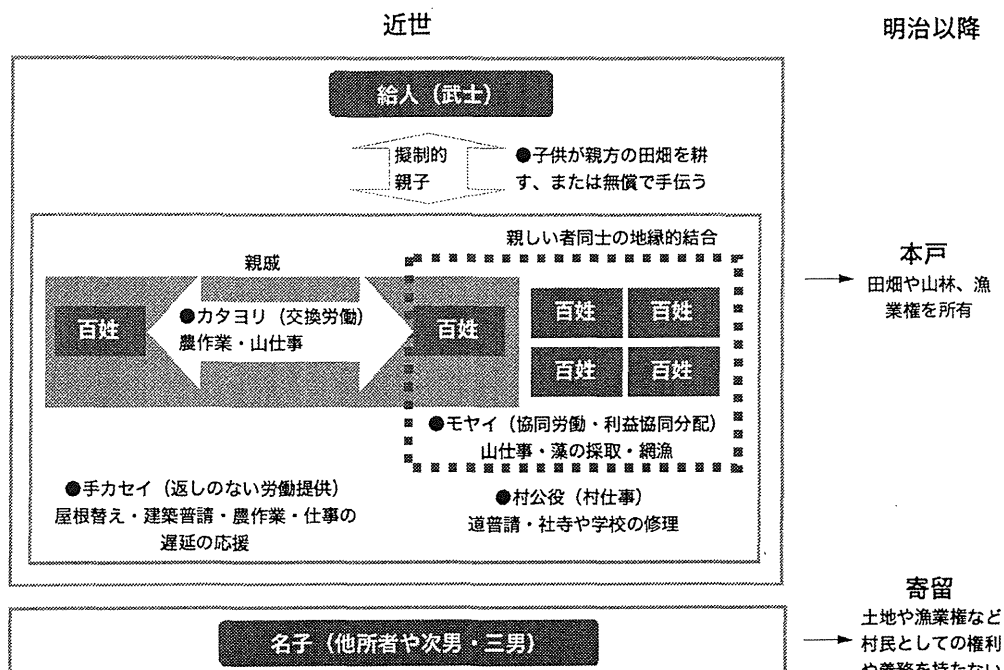 近世
明治以降
給人（武士）
擬制的
親子
●子供が親方の田畑を耕
す、または無償で手伝う
親しい者同士の地縁的結合
親戚
百姓
●カタヨリ（交換労働）
農作業・山仕事
百姓
百姓
百姓
百姓
百姓
●モヤイ（協同労働・利益協同分配）
山仕事・藻の採取・網漁
●手カセイ（返しのない労働提供）
屋根替え・建築普請・農作業・仕事の
遅延の応援
●村公役（村仕事）
道普請・社寺や学校の修理
本戸
田畑や山林、漁
業権を所有
名子（他所者や次男・三男）
寄留
土地や漁業権など
村民としての権利
や義務を持たない